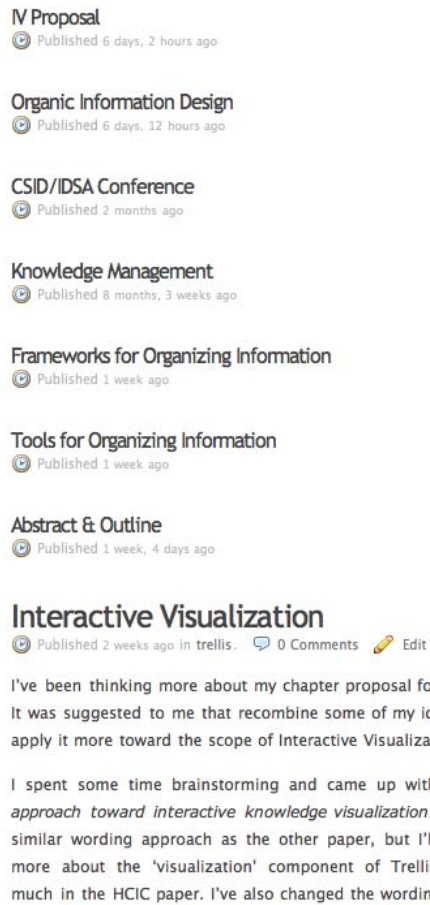 IV Proposal
Published 6 days, 2 hours ago
Organic Information Design
Published 6 days, 12 hours ago
CSID/IDSA Conference
Published 2 months ago
Knowledge Management
Published 8 months, 3 weeks ago
Frameworks for Organizing Information
Published 1 week ago
Tools for Organizing Information
Published 1 week ago
Abstract & Outline
Published 1 week, 4 days ago
Interactive Visualization
Published 2 weeks ago in trellis. 0 Comments Edit
I've been thinking more about my chapter proposal fo
It was suggested to me that recombine some of my
apply it more toward the scope of Interactive Visualiza
I spent some time brainstorming and came up with
approach toward interactive knowledge visualization
similar wording approach as the other paper, but
more about the 'visualization' component of Trellis
much in the HCIC paper. I've also changed the wordin